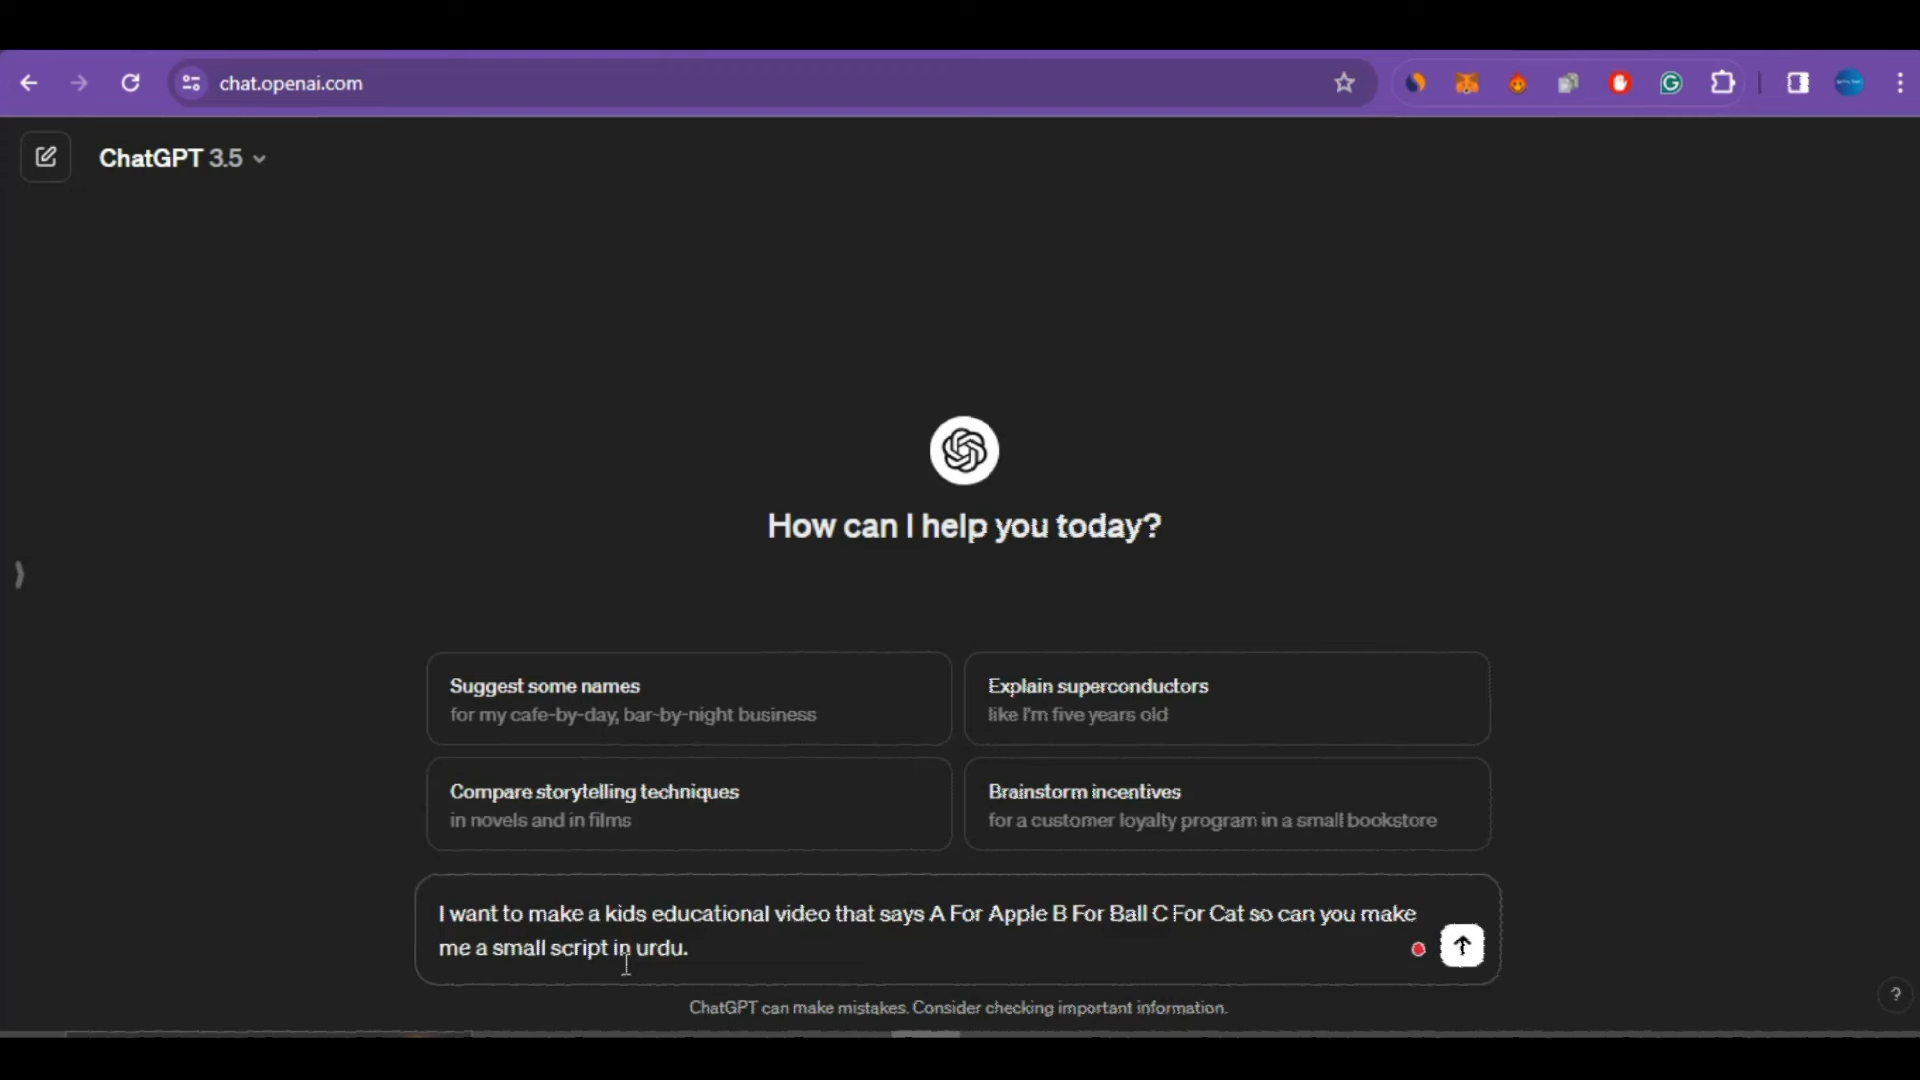 chat.openai.com
ChatGPT 3.5
How can I help you today?
Suggest some names
for my cafe-by-day, bar-by-night business
Explain superconductors
like I'm five years old
Compare storytelling techniques
in novels and in films
Brainstorm incentives
for a customer loyalty program in a small bookstore
I want to make a kids educational video that says A For Apple B For Ball C For Cat so can you make
me a small script in urdu.
ChatGPT can make mistakes. Consider checking important information.
?